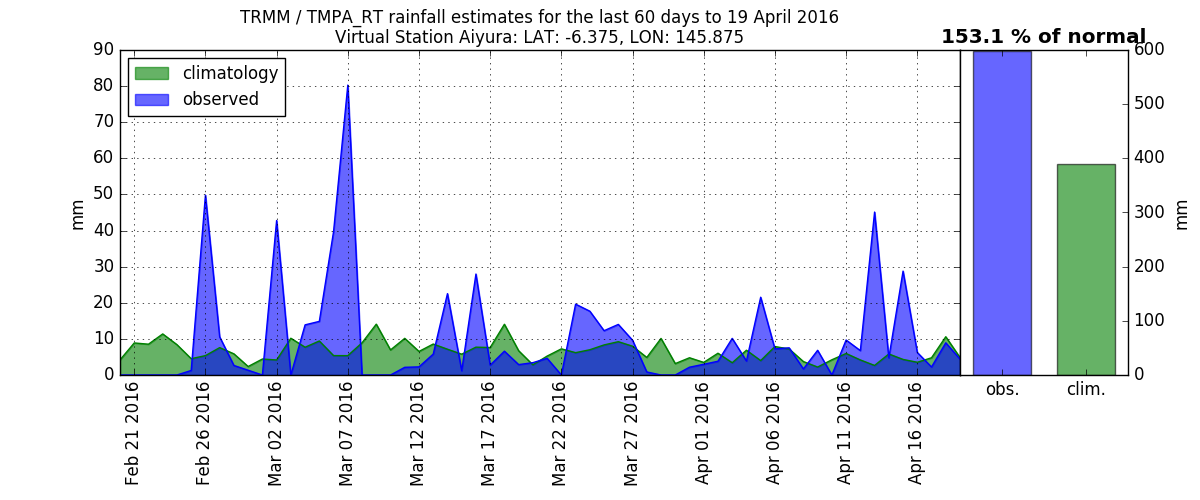 TRMM / TMPA_RT rainfall estimates for the last 60 days to 19 April 2016
Virtual Station Aiyura: LAT: -6.375, LON: 145.875
153.1 % of normal
climatology
observed
90
80
70
60
50
40
30
20
10
0
mm
Feb 21 2016
Feb 26 2016
Mar 02 2016
Mar 07 2016
Mar 12 2016
Mar 17 2016
Mar 22 2016
Mar 27 2016
Apr 01 2016
Apr 06 2016
Apr 11 2016
Apr 16 2016
600
500
400
300
200
100
0
mm
obs.
clim.